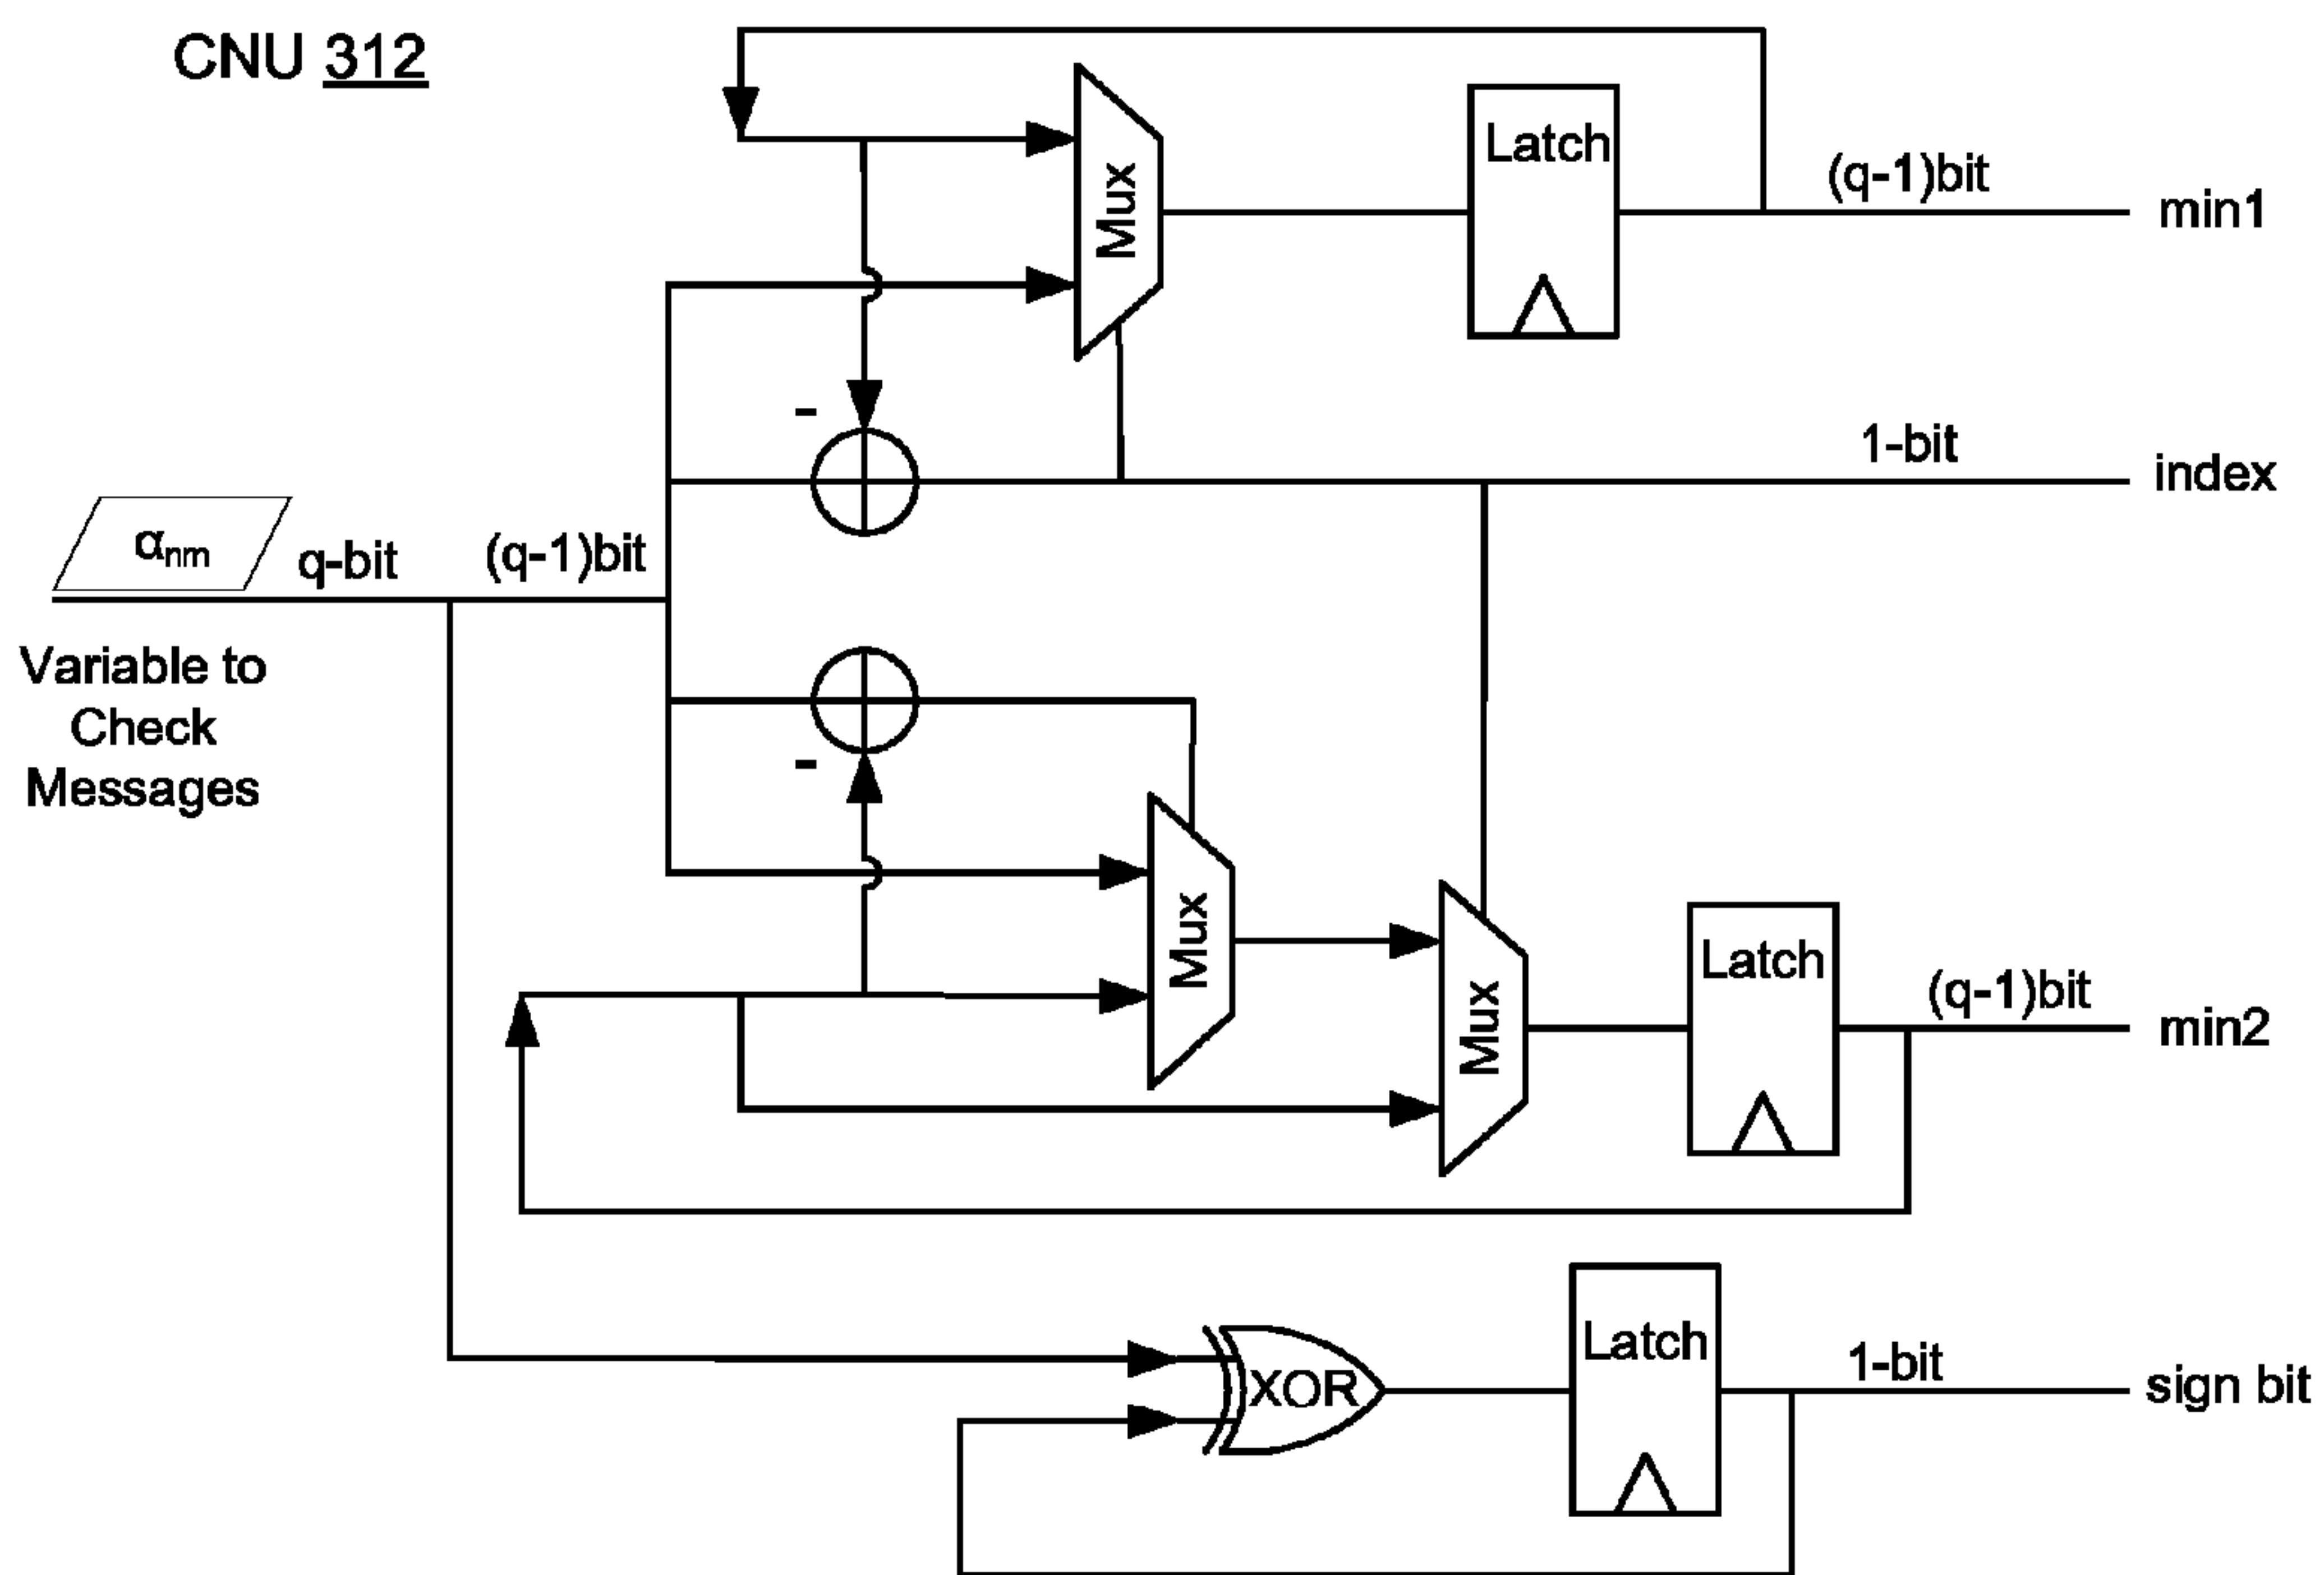 CNU 312
Mux
Latch
(q-1)bit
min1
-
1-bit
index
αnm
q-bit
(q-1)bit
Variable to
Check
Messages
-
Mux
Mux
Latch
(q-1)bit
min2
XOR
Latch
1-bit
sign bit